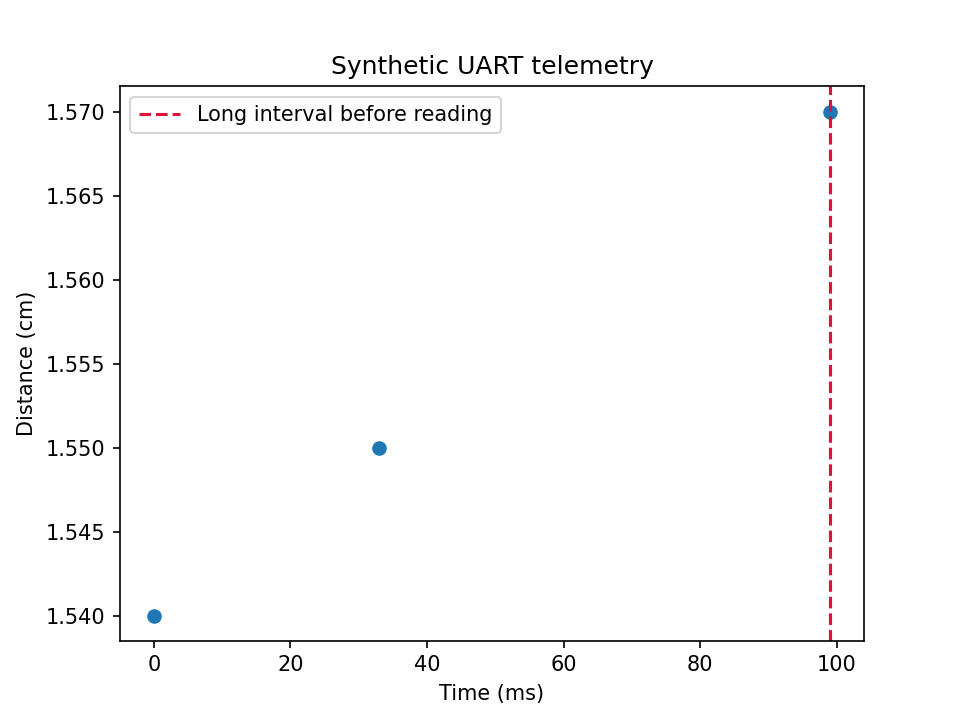 Synthetic UART telemetry
Long interval before reading
1.570
1.565
1.560
1.555
1.550
1.545
1.540
Distance (cm)
0 20 40 60 80 100
Time (ms)